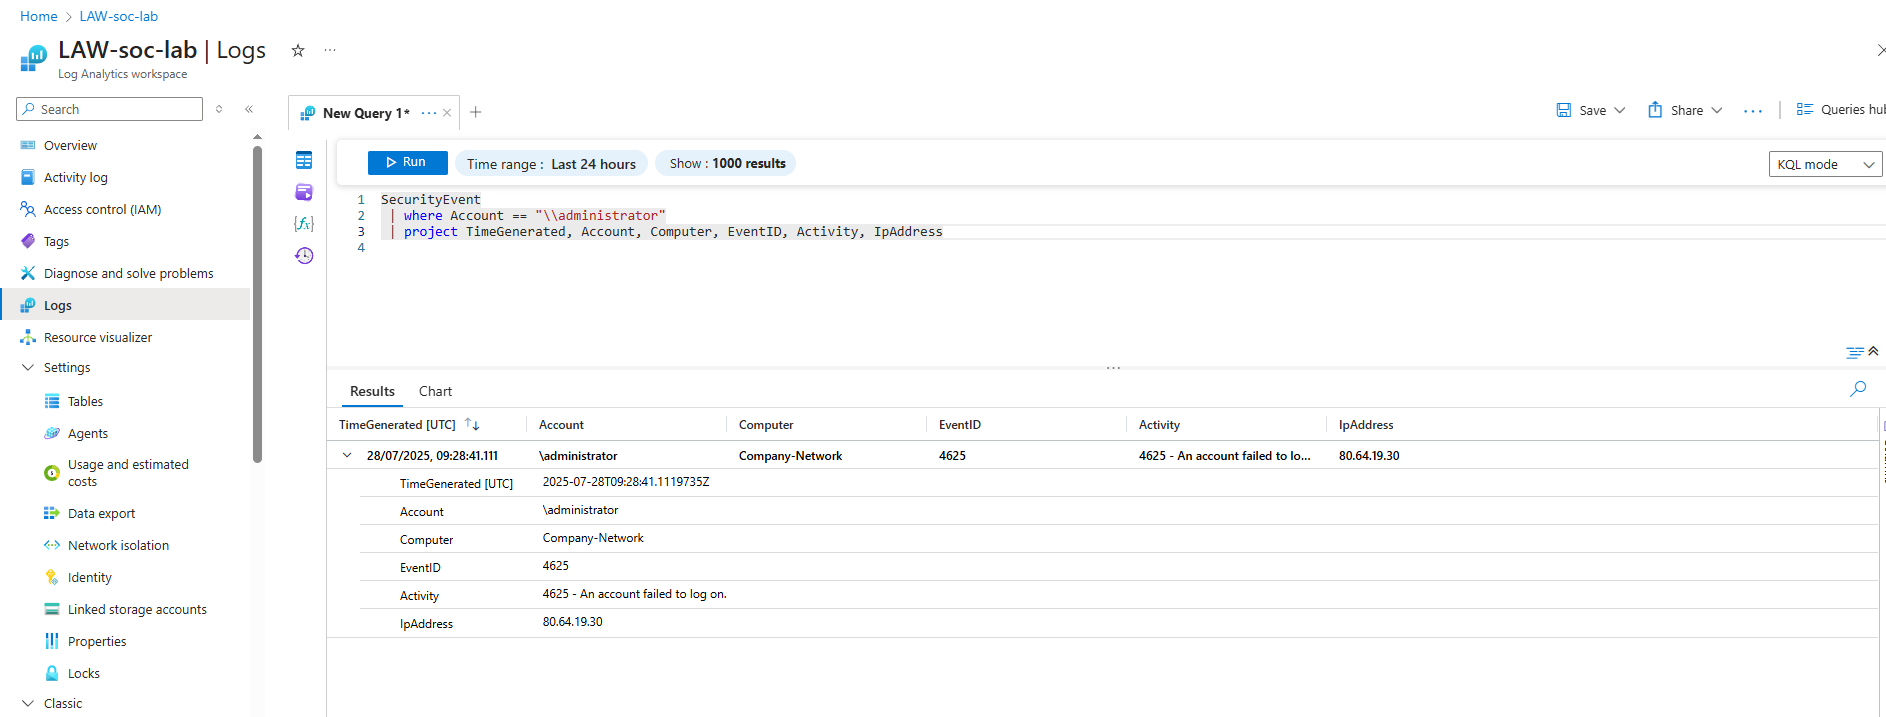 Home > LAW-soc-lab
LAW-soc-lab | Logs
Log Analytics workspace
Search
Overview
Activity log
Access control (IAM)
Tags
Diagnose and solve problems
Logs
Resource visualizer
Settings
Tables
Agents
Usage and estimated
costs
Data export
Network isolation
Identity
Linked storage accounts
Properties
Locks
Classic
New Query 1*
Save
Share
Queries hub
Run
Time range : Last 24 hours
Show : 1000 results
KQL mode
1 SecurityEvent
2 | where Account == "\\administrator"
3 | project TimeGenerated, Account, Computer, EventID, Activity, IpAddress
4
Results Chart
TimeGenerated [UTC] Account Computer EventID Activity IpAddress
28/07/2025, 09:28:41.111 \administrator Company-Network 4625 4625 - An account failed to lo... 80.64.19.30
TimeGenerated [UTC] 2025-07-28T09:28:41.1119735Z
Account \administrator
Computer Company-Network
EventID 4625
Activity 4625 - An account failed to log on.
IpAddress 80.64.19.30